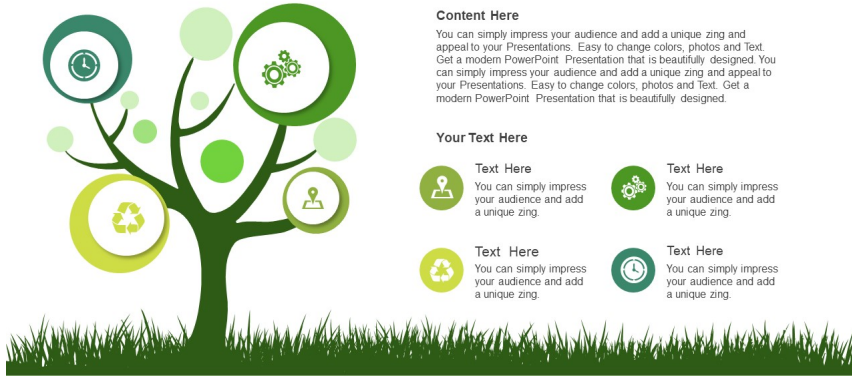 Content Here
You can simply impress your audience and add a unique zing and
appeal to your Presentations. Easy to change colors, photos and Text.
Get a modern PowerPoint Presentation that is beautifully designed. You
can simply impress your audience and add a unique zing and appeal to
your Presentations. Easy to change colors, photos and Text. Get a
modern PowerPoint Presentation that is beautifully designed.
Your Text Here
Text Here
You can simply impress
your audience and add
a unique zing.
Text Here
You can simply impress
your audience and add
a unique zing.
Text Here
You can simply impress
your audience and add
a unique zing.
Text Here
You can simply impress
your audience and add
a unique zing.